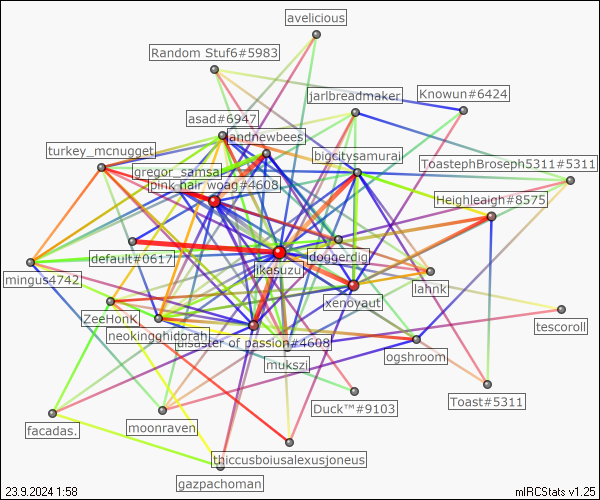 avelicious
Random Stuf6#5983
jarlbreadmaker
Knowun#6424
asad#6947
andnewbees
turkey_mcnugget
bigcitysamurai
ToastephBroseph5311#5311
gregor_samsa
pink hair woag#4608
Heighleaigh#8575
default#0617
doggerdig
ikasuzu
mingus4742
lahnk
xenoyaut
ZeeHonK
tescoroll
neokingghidorah
disaster of passion#4608
mukszi
ogshroom
Duck™#9103
Toast#5311
facadas.
moonraven
thiccusboiusalexusjoneus
gazpachoman
23.9.2024 1:58
mIRCStats v1.25